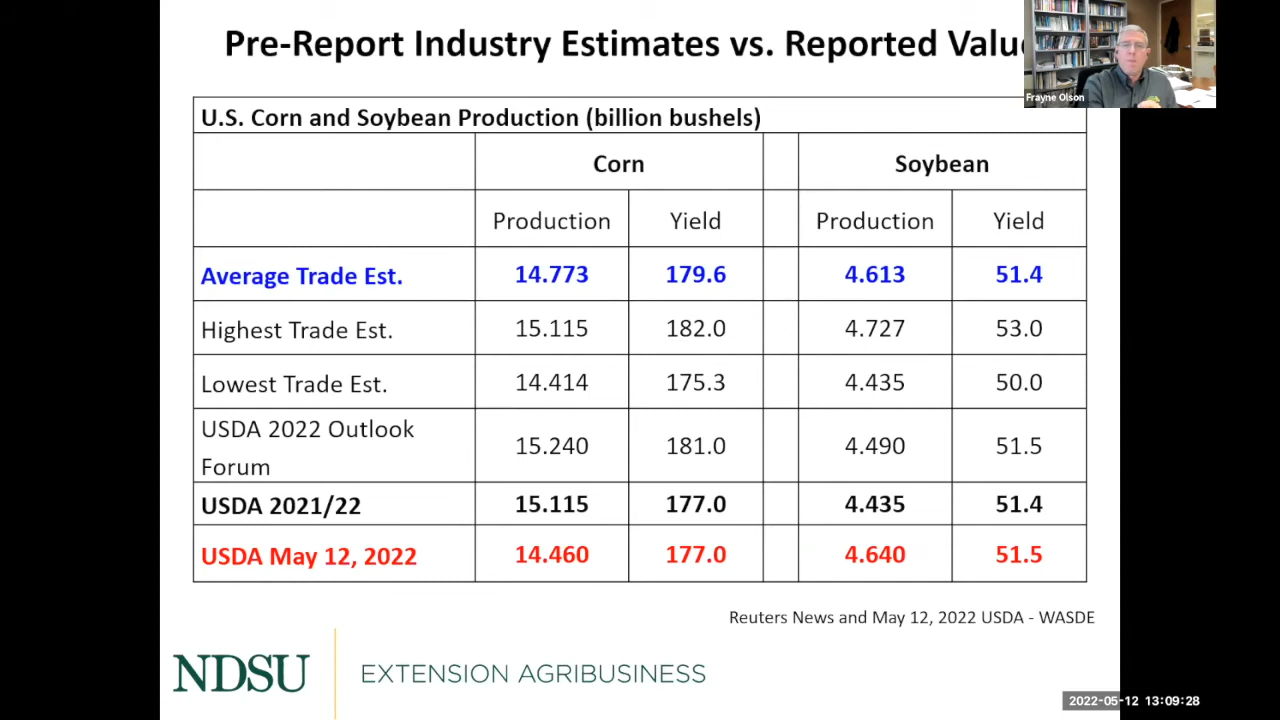 Pre-Report Industry Estimates vs. Reported Valu
Frayne Olson
U.S. Corn and Soybean Production (billion bushels)
Corn Soybean
Production Yield Production Yield
Average Trade Est. 14.773 179.6 4.613 51.4
Highest Trade Est. 15.115 182.0 4.727 53.0
Lowest Trade Est. 14.414 175.3 4.435 50.0
USDA 2022 Outlook
Forum 15.240 181.0 4.490 51.5
USDA 2021/22 15.115 177.0 4.435 51.4
USDA May 12, 2022 14.460 177.0 4.640 51.5
Reuters News and May 12, 2022 USDA - WASDE
NDSU EXTENSION AGRIBUSINESS
2022-05-12 13:09:28